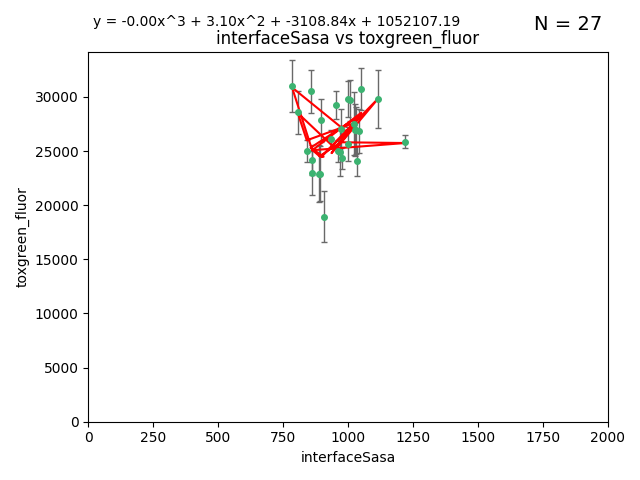 y = -0.00x^3 + 3.10x^2 + -3108.84x + 1052107.19
N = 27
interfaceSasa vs toxgreen_fluor
30000
25000
20000
15000
10000
5000
0
toxgreen_fluor
0 250 500 750 1000 1250 1500 1750 2000
interfaceSasa